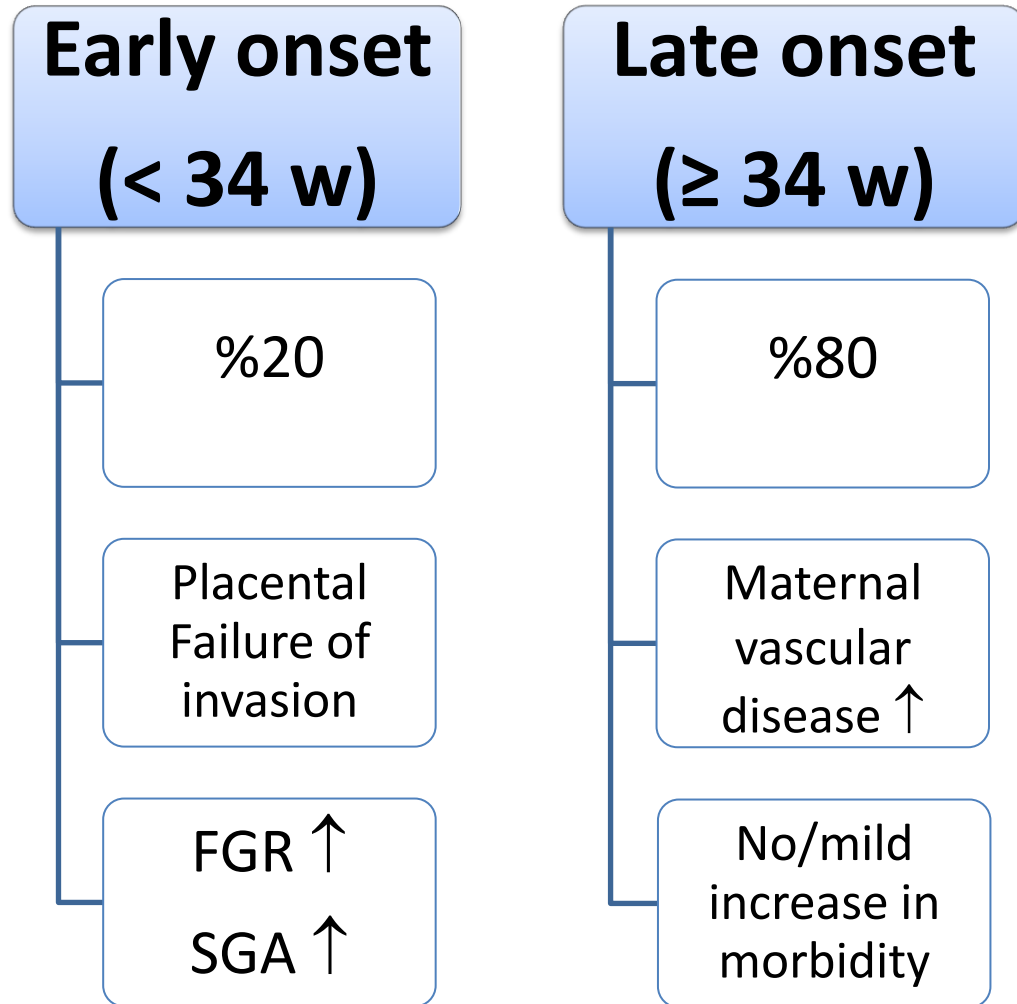 Early onset
(< 34 w)
%20
Placental
Failure of
invasion
FGR ↑
SGA ↑
Late onset
(≥ 34 w)
%80
Maternal
vascular
disease ↑
No/mild
increase in
morbidity